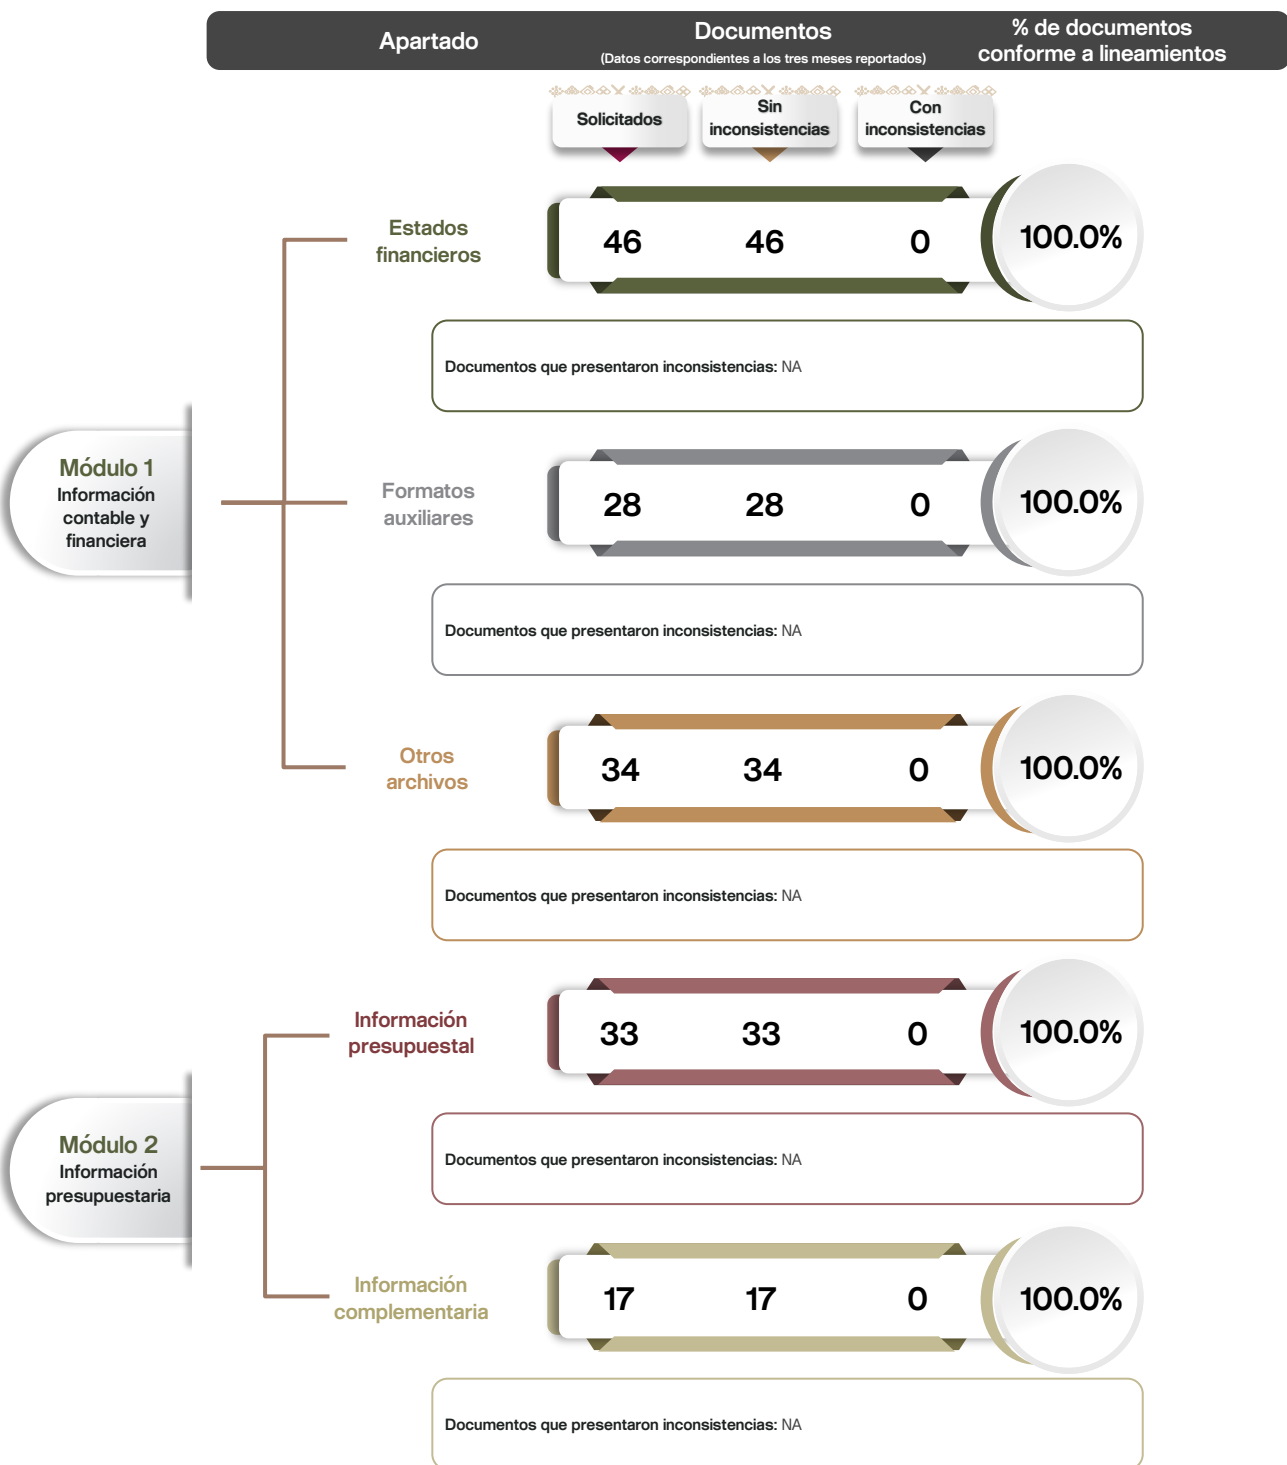 Apartado
Documentos
(Datos correspondientes a los tres meses reportados)
% de documentos
conforme a lineamientos
Solicitados
Sin
inconsistencias
Con
inconsistencias
Módulo 1
Información
contable y
financiera
Estados
financieros
46 46 0 100.0%
Documentos que presentaron inconsistencias: NA
Formatos
auxiliares
28 28 0 100.0%
Documentos que presentaron inconsistencias: NA
Otros
archivos
34 34 0 100.0%
Documentos que presentaron inconsistencias: NA
Módulo 2
Información
presupuestaria
Información
presupuestal
33 33 0 100.0%
Documentos que presentaron inconsistencias: NA
Información
complementaria
17 17 0 100.0%
Documentos que presentaron inconsistencias: NA